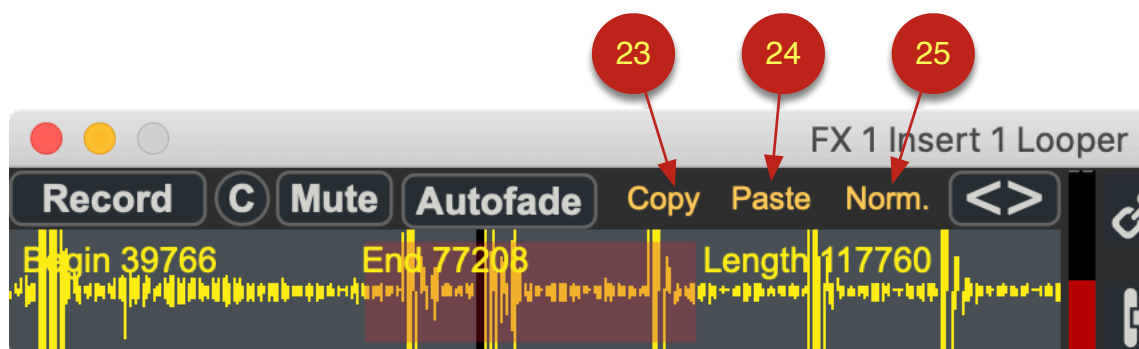 23 24 25
FX 1 Insert 1 Looper
Record C Mute Autofade Copy Paste Norm. <>
Begin 39766 End 77208 Length 117760